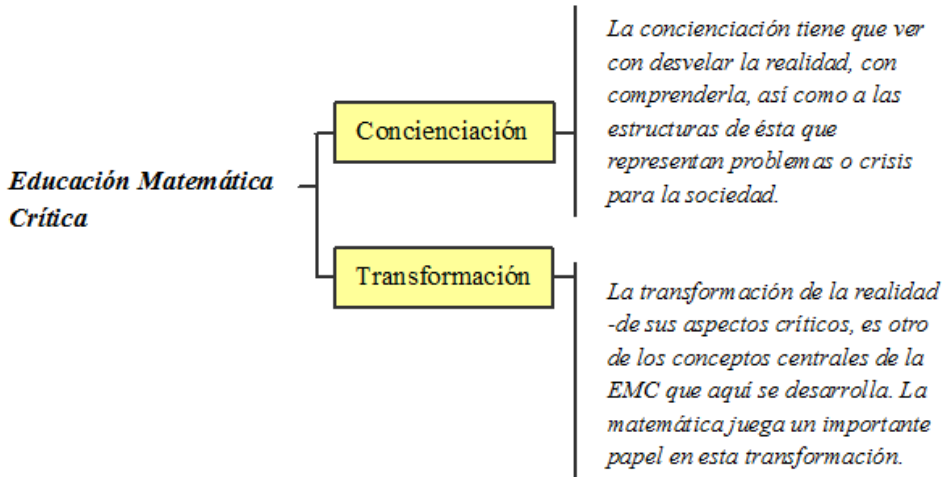 Educación Matemática
Crítica
Concienciación
La concienciación tiene que ver
con desvelar la realidad, con
comprenderla, así como a las
estructuras de ésta que
representan problemas o crisis
para la sociedad.
Transformación
La transformación de la realidad
-de sus aspectos críticos, es otro
de los conceptos centrales de la
EMC que aquí se desarrolla. La
matemática juega un importante
papel en esta transformación.